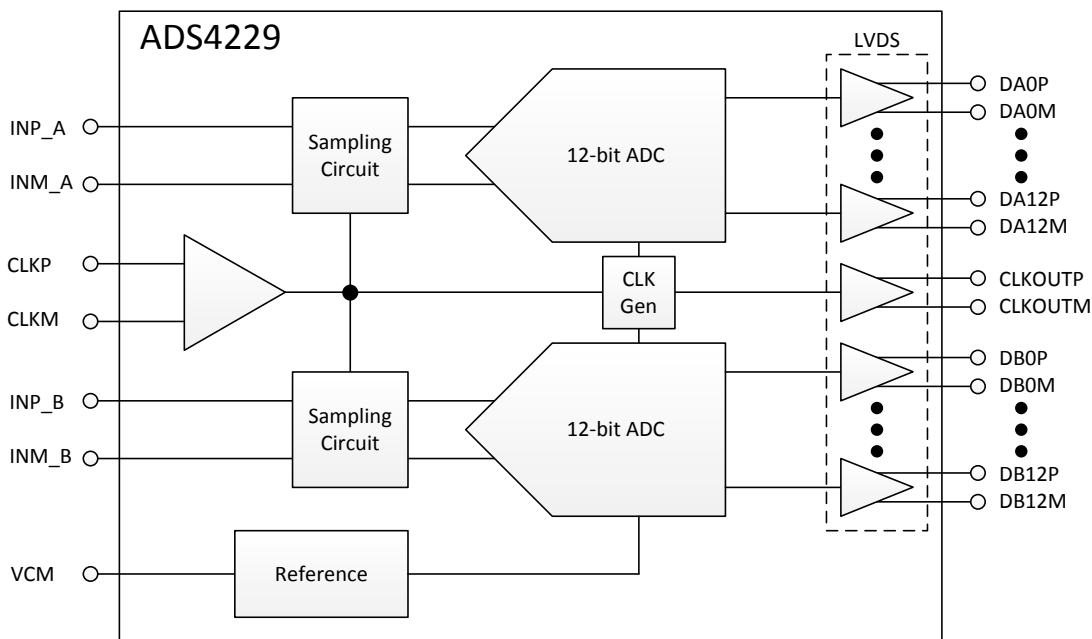 ADS4229
LVDS
INP_A
INM_A
Sampling
Circuit
12-bit ADC
DA0P
DA0M
DA12P
DA12M
CLKP
CLKM
CLK
Gen
CLKOUTP
CLKOUTM
INP_B
INM_B
Sampling
Circuit
12-bit ADC
DB0P
DB0M
DB12P
DB12M
VCM
Reference